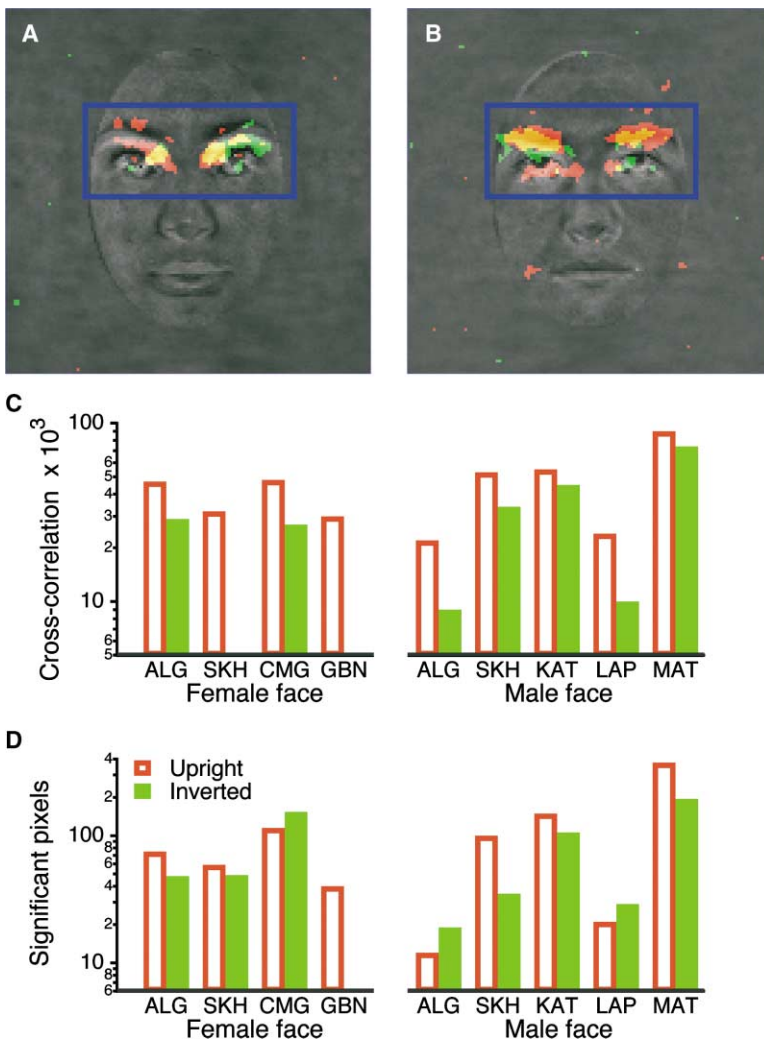 A
B
C
Cross-correlation x 10³
100
6
5
4
3
2
10
6
5
ALG SKH CMG GBN
Female face
ALG SKH KAT LAP MAT
Male face
D
Significant pixels
4
2
100
8
6
4
2
10
8
6
Upright
Inverted
ALG SKH CMG GBN
Female face
ALG SKH KAT LAP MAT
Male face